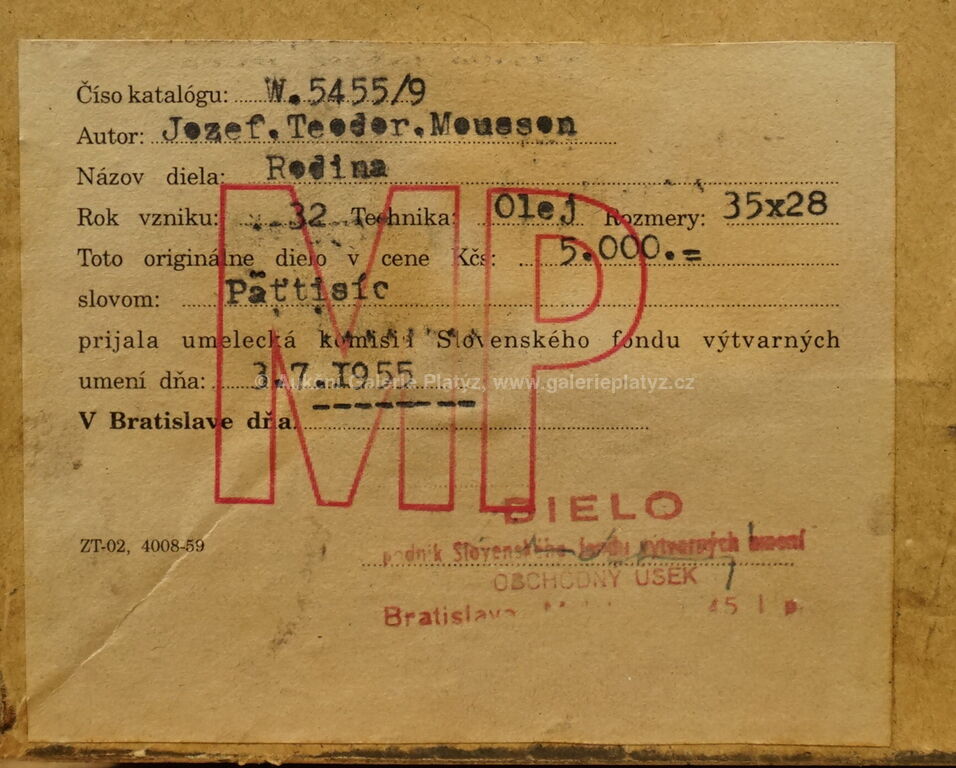 Číso katalógu: W.5455/9
Autor: Jozef.Teodor.Mousson
Názov diela: Rodina
Rok vzniku: 32 Technika: Olej Rozmery: 35x28
Toto originálne dielo v cene Kčs: 5.000.=
slovom: Päťtisíc
prijala umelecká komisia Slovenského fondu výtvarných
umení dňa: 3.7.1955
© Aukční Galerie Platýz, www.galerieplatyz.cz
V Bratislave dňa
MP
DIELO
podnik Slovenského fondu výtvarných umení
OBCHODNÝ ÚSEK
ZT-02, 4008-59
Bratislava 45